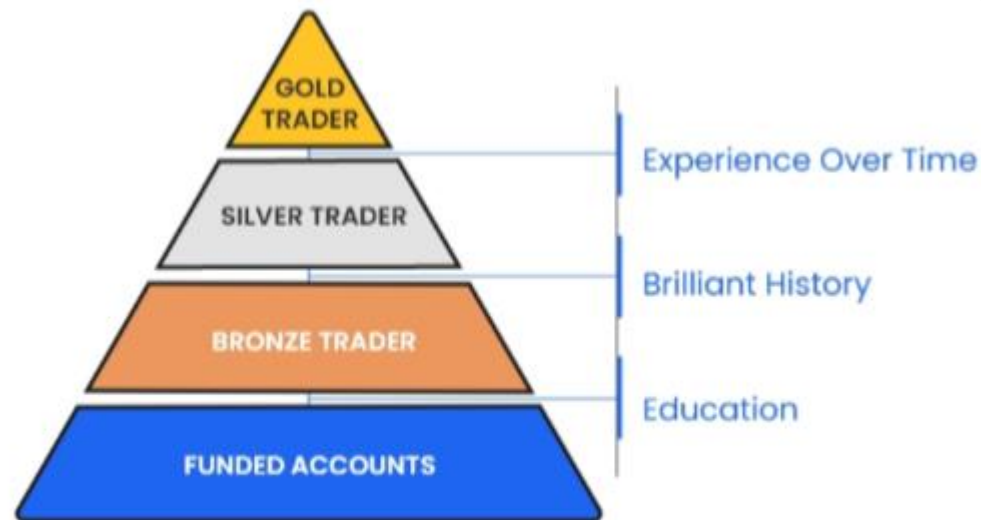 GOLD
TRADER
Experience Over Time
SILVER TRADER
Brilliant History
BRONZE TRADER
Education
FUNDED ACCOUNTS